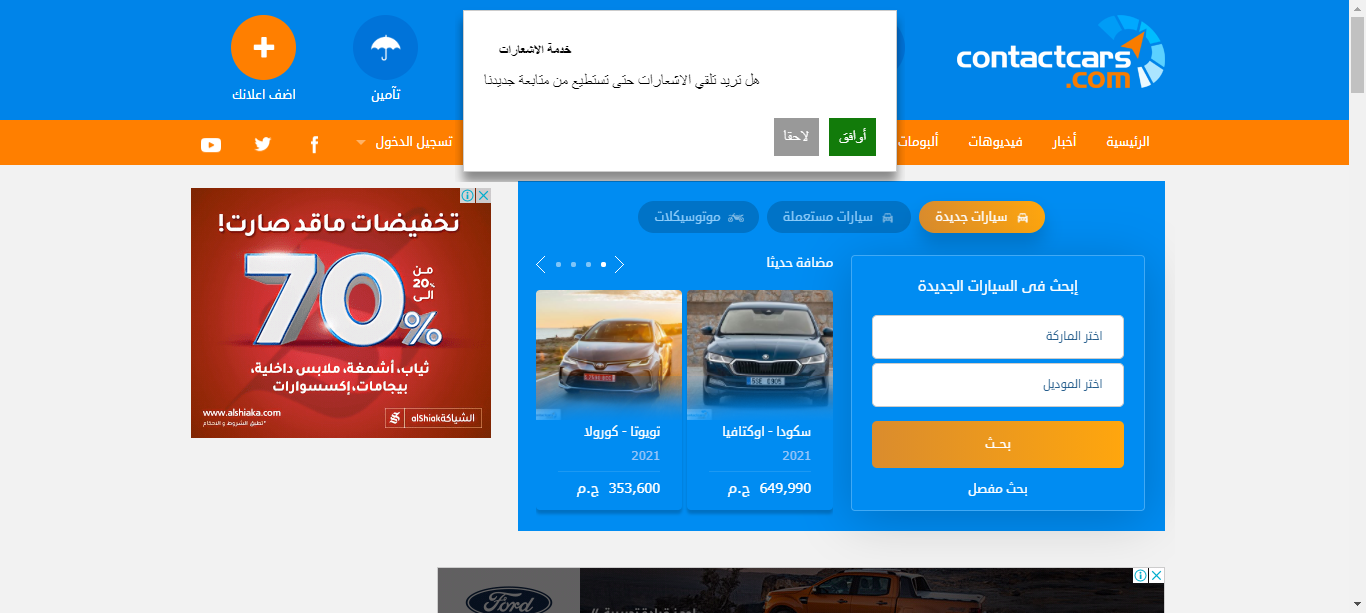 contactcars
.com
تآمين
اضف اعلانك
خدمة الاشعارات
هل تريد تلقي الاشعارات حتى تستطيع من متابعة جديدنا
أوافق
لاحقا
الرئيسية
أخبار
فيديوهات
ألبومات
تسجيل الدخول
سيارات جديدة
سيارات مستعملة
موتوسيكلات
إبحث فى السيارات الجديدة
اختر الماركة
اختر الموديل
بحـث
بحث مفصل
مضافة حديثا
سكودا - اوكتافيا
2021
649,990 ج.م
تويوتا - كورولا
2021
353,600 ج.م
تخفيضات ماقد صارت!
من
20%
الى
70%
ثياب، أشمغة، ملابس داخلية،
بيجامات، إكسسوارات
www.alshiaka.com
*تطبق الشروط و الاحكام
الشياكة alShiaka
Ford